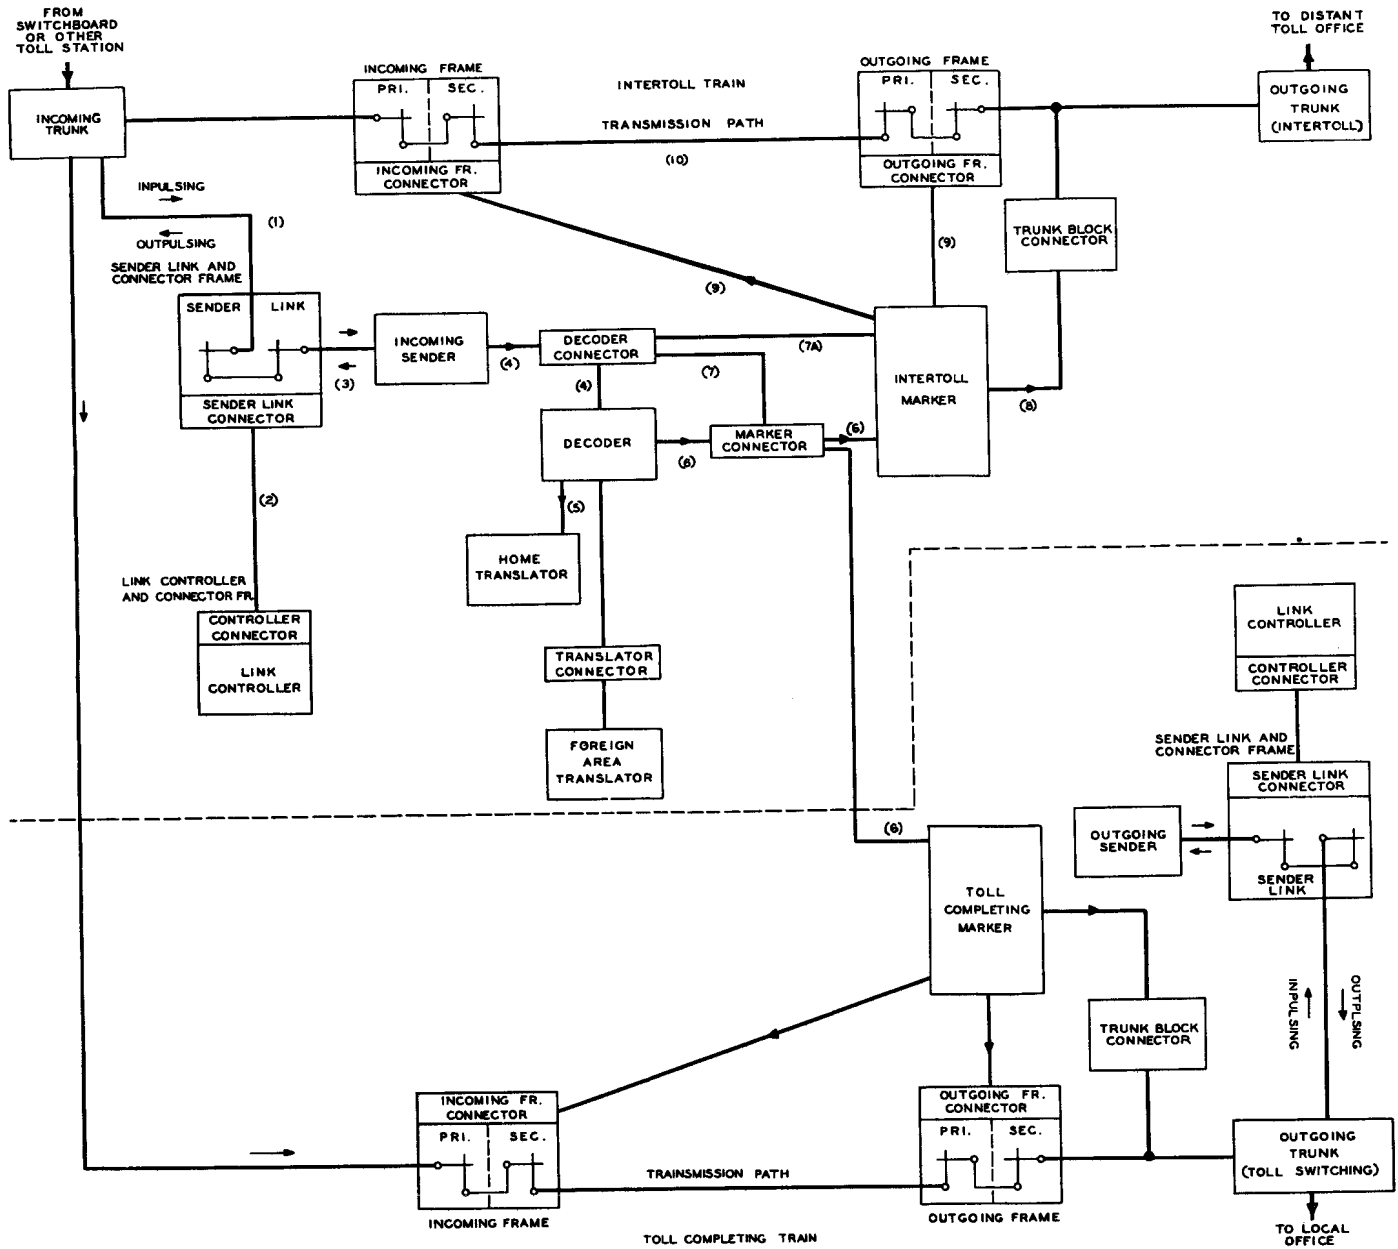 FROM
SWITCHBOARD
OR OTHER
TOLL STATION
INCOMING
TRUNK
INCOMING FRAME
PRI. SEC.
INCOMING FR.
CONNECTOR
INTERTOLL TRAIN
TRANSMISSION PATH
(10)
OUTGOING FRAME
PRI. SEC.
OUTGOING FR.
CONNECTOR
TO DISTANT
TOLL OFFICE
OUTGOING
TRUNK
(INTERTOLL)
INPULSING
(1)
OUTPULSING
SENDER LINK AND
CONNECTOR FRAME
SENDER LINK
SENDER LINK
CONNECTOR
(3)
INCOMING
SENDER
(4)
DECODER
CONNECTOR
(7A)
(7)
(4)
(9)
(9)
TRUNK BLOCK
CONNECTOR
INTERTOLL
MARKER
(8)
DECODER
(6)
MARKER
CONNECTOR
(6)
(5)
(2)
HOME
TRANSLATOR
LINK CONTROLLER
AND CONNECTOR FR.
CONTROLLER
CONNECTOR
LINK
CONTROLLER
TRANSLATOR
CONNECTOR
FOREIGN
AREA
TRANSLATOR
LINK
CONTROLLER
CONTROLLER
CONNECTOR
SENDER LINK AND
CONNECTOR FRAME
SENDER LINK
CONNECTOR
SENDER
LINK
OUTGOING
SENDER
(6)
TOLL
COMPLETING
MARKER
INPULSING
OUTPLSING
TRUNK BLOCK
CONNECTOR
INCOMING FR.
CONNECTOR
PRI. SEC.
INCOMING FRAME
TRAINSMISSION PATH
OUTGOING FR.
CONNECTOR
PRI. SEC.
OUTGOING FRAME
OUTGOING
TRUNK
(TOLL SWITCHING)
TO LOCAL
OFFICE
TOLL COMPLETING TRAIN